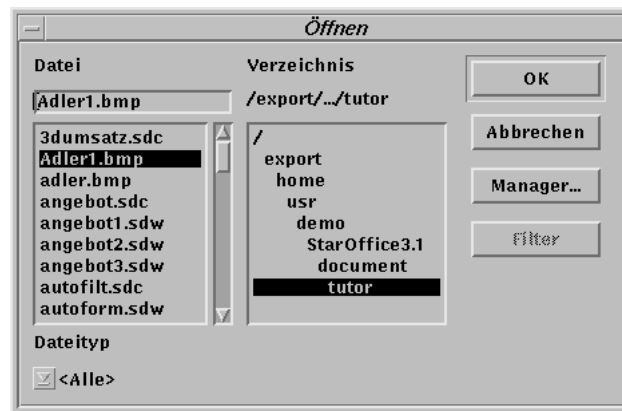 Öffnen
Datei
Adler1.bmp
3dumsatz.sdc
Adler1.bmp
adler.bmp
angebot.sdc
angebot1.sdw
angebot2.sdw
angebot3.sdw
autofilt.sdc
autoform.sdw
Dateityp
<Alle>
Verzeichnis
/export/.../tutor
/
export
home
usr
demo
StarOffice3.1
document
tutor
OK
Abbrechen
Manager...
Filter